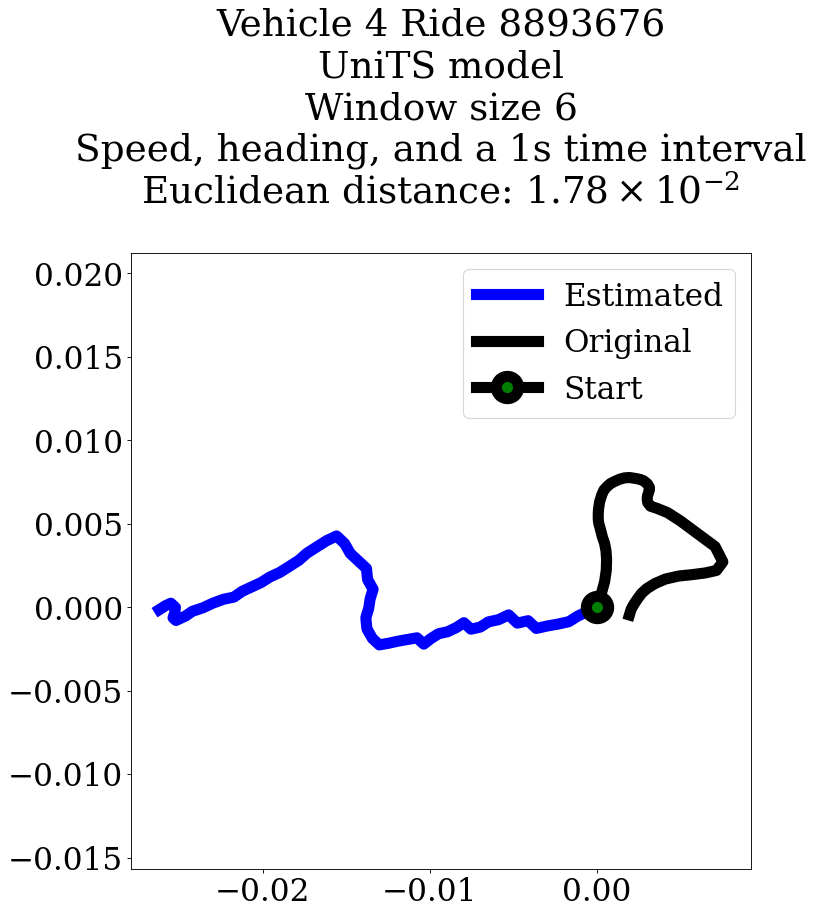 Vehicle 4 Ride 8893676
UniTS model
Window size 6
Speed, heading, and a 1s time interval
Euclidean distance: 1.78 × 10⁻²
Estimated
Original
Start
0.020
0.015
0.010
0.005
0.000
−0.005
−0.010
−0.015
−0.02 −0.01 0.00